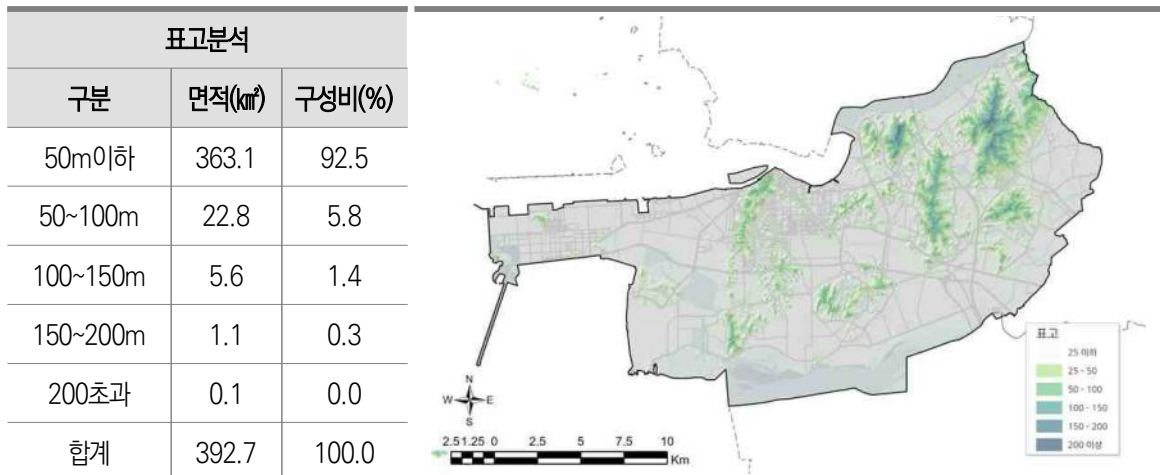 표고분석
구분 면적(㎢) 구성비(%)
50m이하 363.1 92.5
50~100m 22.8 5.8
100~150m 5.6 1.4
150~200m 1.1 0.3
200초과 0.1 0.0
합계 392.7 100.0
표고
25 이하
25 - 50
50 - 100
100 - 150
150 - 200
200 이상
N
W E
S
2.5 1.25 0 2.5 5 7.5 10
Km